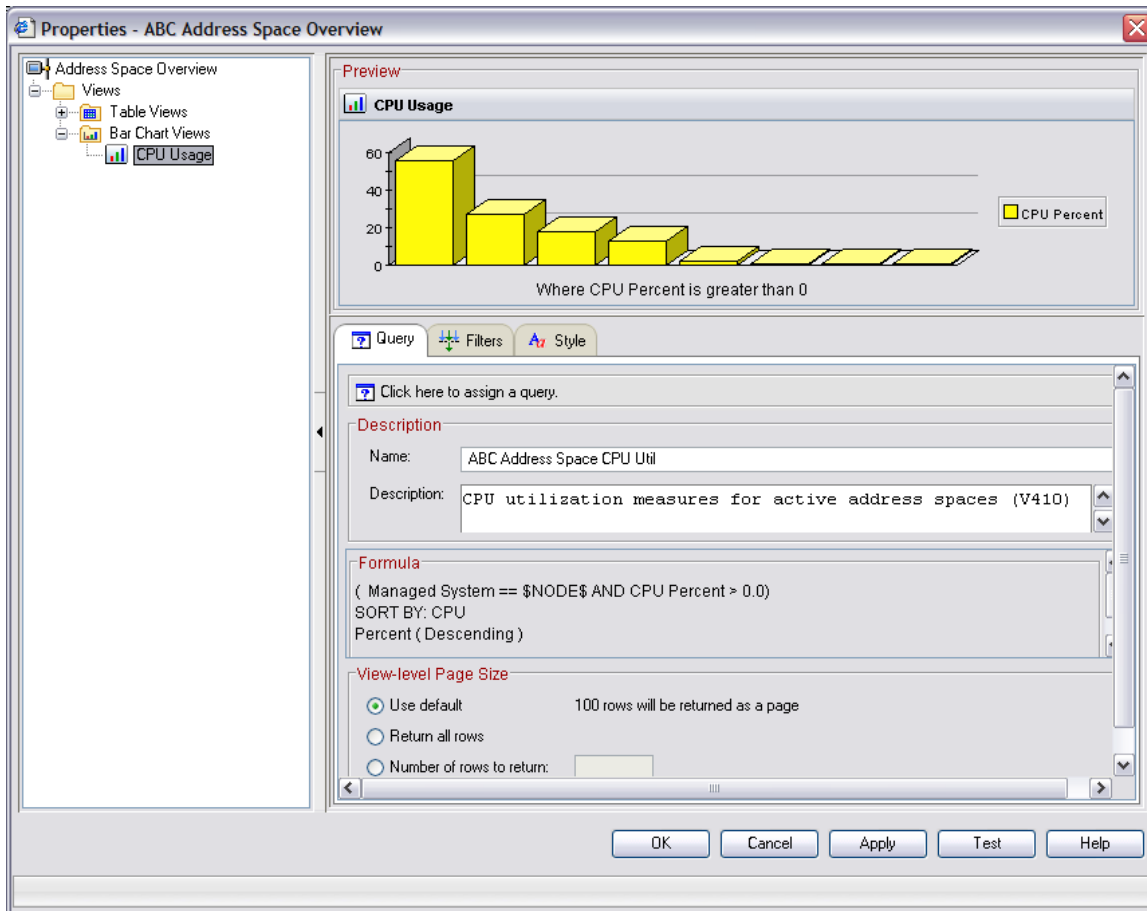 Properties - ABC Address Space Overview
Address Space Overview
Views
Table Views
Bar Chart Views
CPU Usage
Preview
CPU Usage
60
40
20
0
CPU Percent
Where CPU Percent is greater than 0
Query
Filters
Style
Click here to assign a query.
Description
Name:
ABC Address Space CPU Util
Description:
CPU utilization measures for active address spaces (V410)
Formula
( Managed System == $NODE$ AND CPU Percent > 0.0)
SORT BY: CPU
Percent ( Descending )
View-level Page Size
Use default
100 rows will be returned as a page
Return all rows
Number of rows to return:
OK
Cancel
Apply
Test
Help